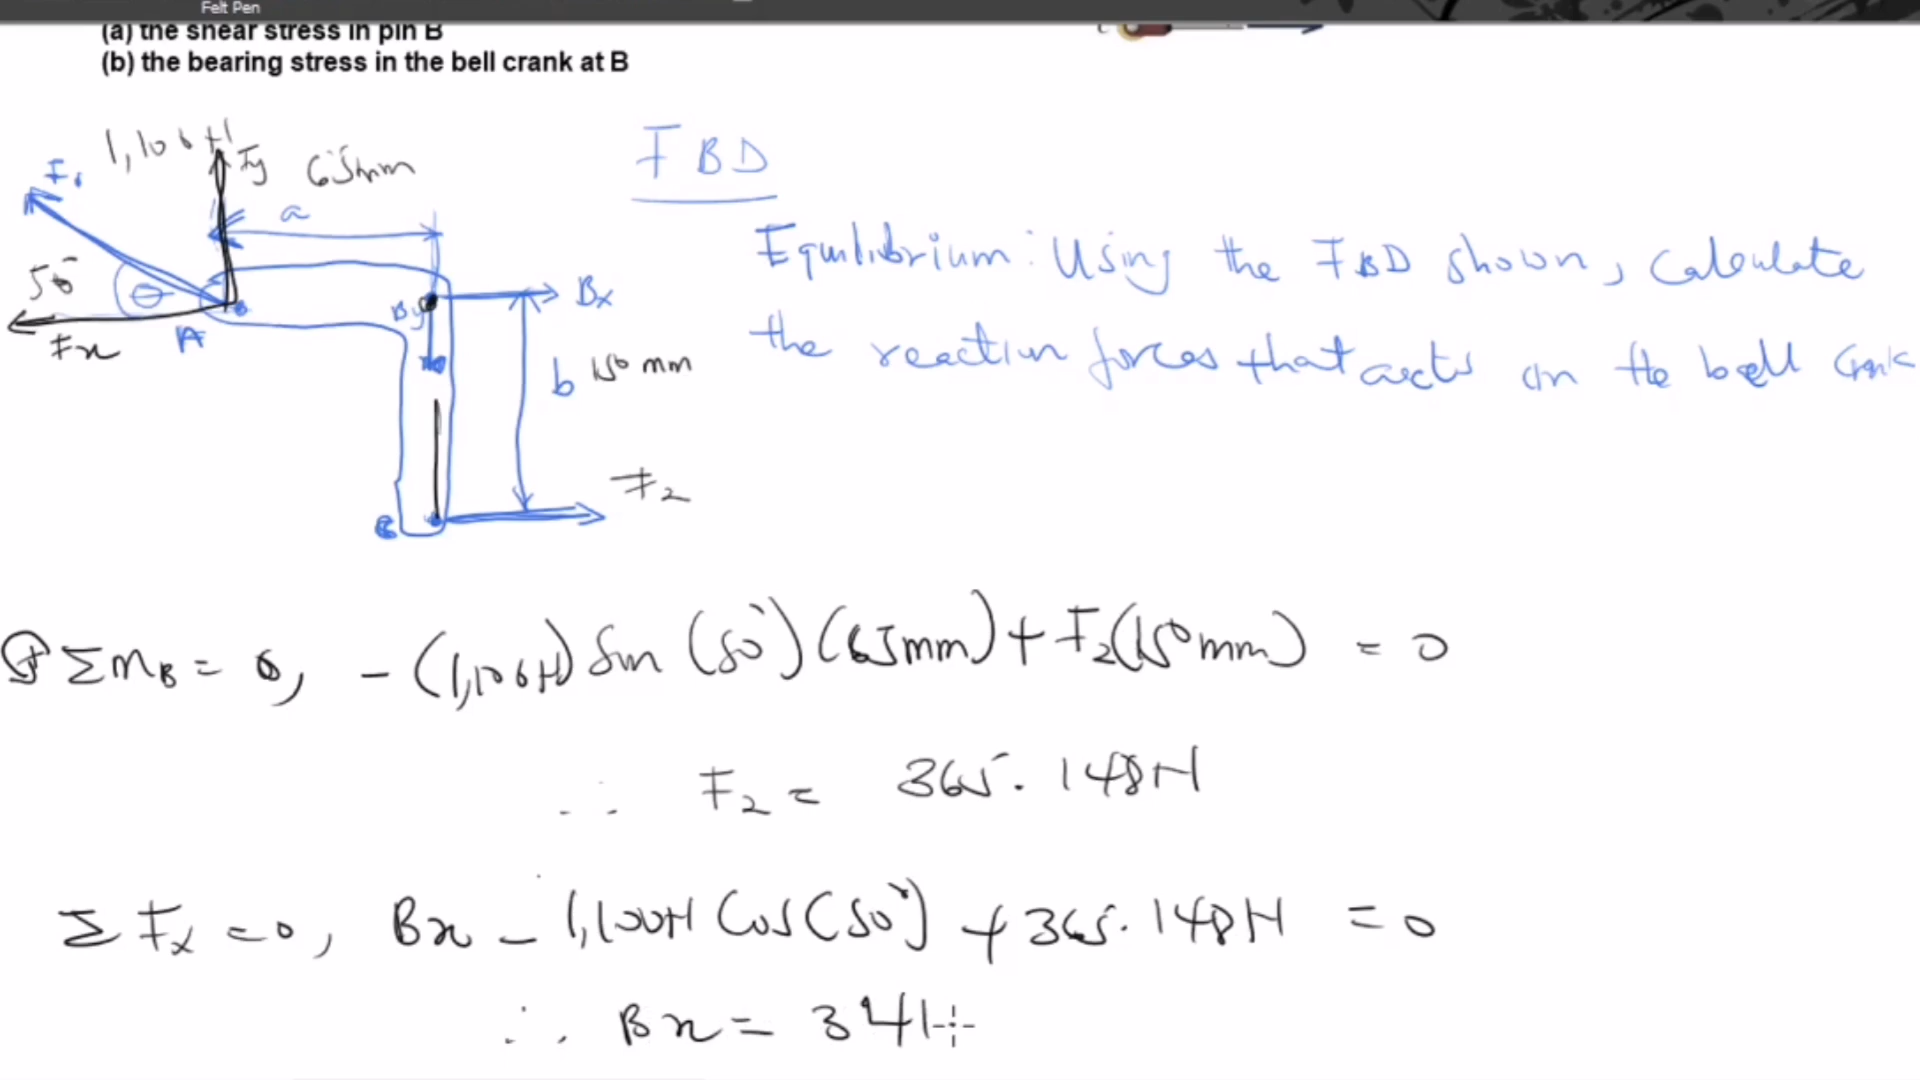 Felt Pen
(a) the shear stress in pin B
(b) the bearing stress in the bell crank at B
FBD
1,100N
Fy 65mm
F1
a
Equilibrium: Using the FBD shown, Calculate
50°
θ
By
Bx
Fx
A
b 150 mm
the reaction forces that acts on the bell Crank
F2
C
ΣMB = 0, - (1,100N) Sin (50°) (65mm) + F2(150mm) = 0
∴ F2 = 365.148N
ΣFx = 0, Bx - 1,100N Cos(50°) + 365.148N = 0
∴ Bx = 341